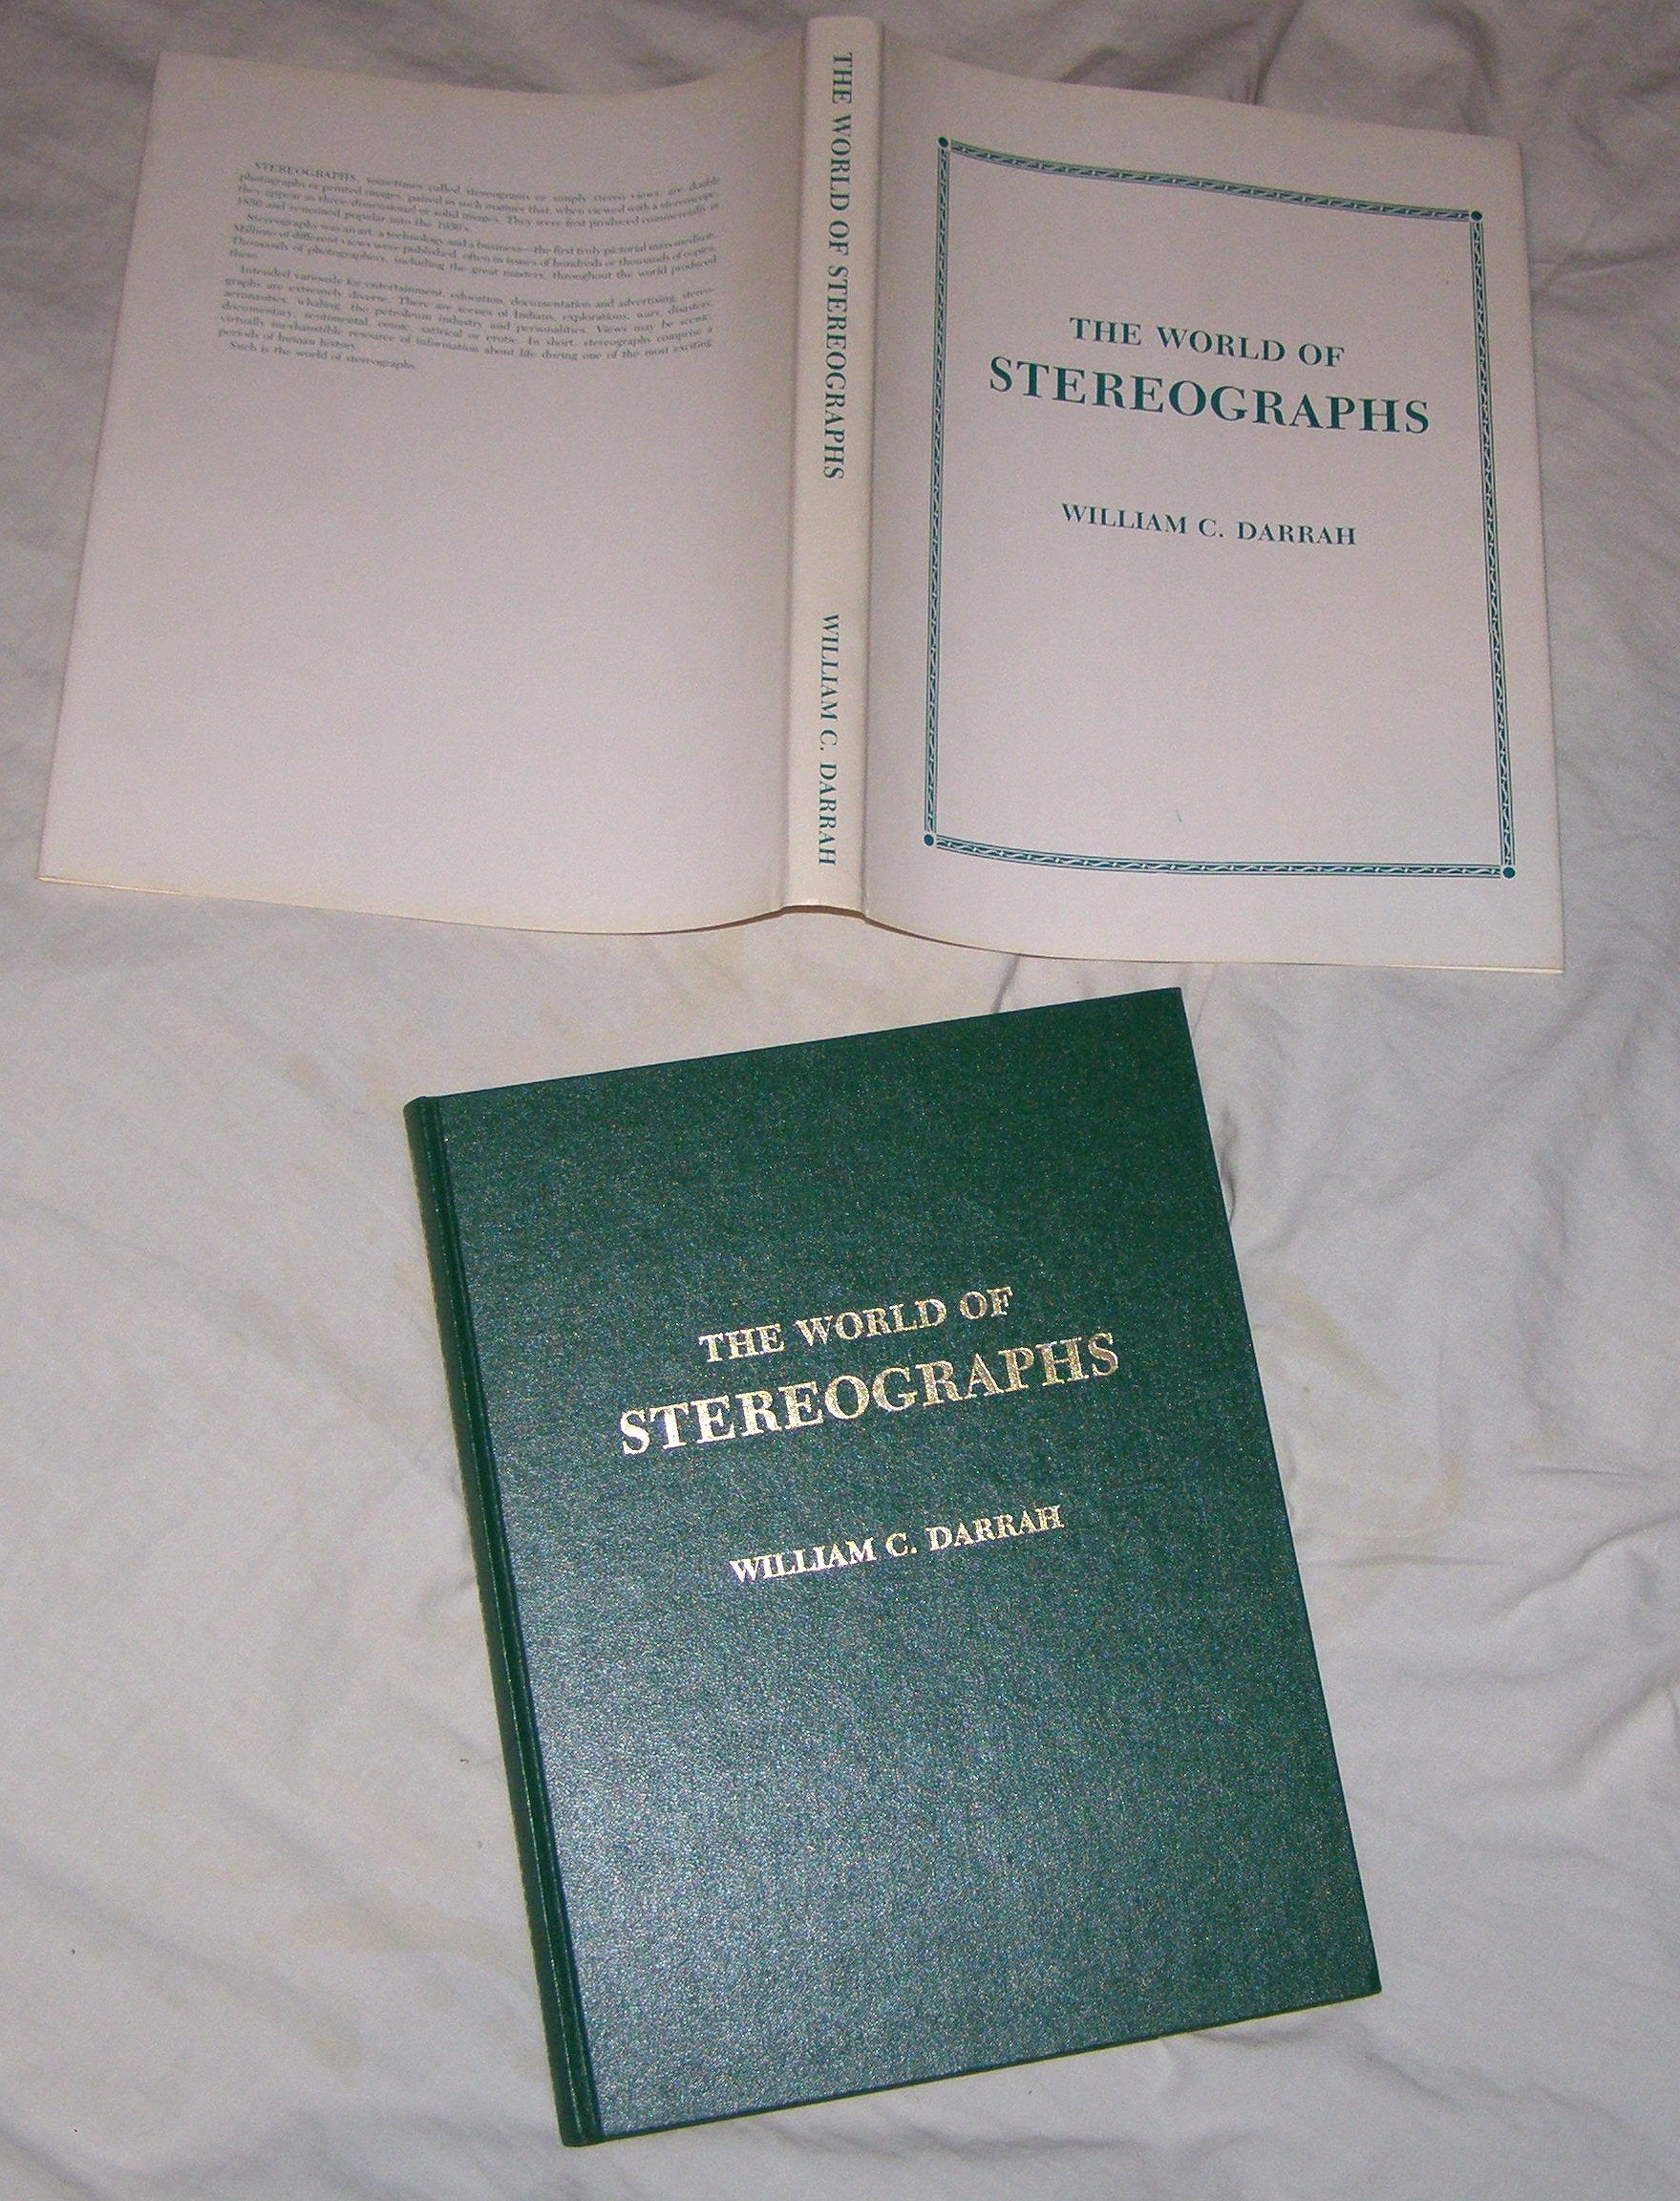 STEREOGRAPHS, sometimes called stereograms or simply stereo views, are double
photographs or printed images, paired in such manner that, when viewed with a stereoscope,
they appear as three-dimensional or solid images. They were first produced commercially in
1850 and remained popular into the 1930's.
Stereography was an art, a technology and a business—the first truly pictorial mass medium.
Millions of different views were published, often in issues of hundreds or thousands of copies.
Thousands of photographers, including the great masters, throughout the world produced
them.
Intended variously for entertainment, education, documentation and advertising, stereo-
graphs are extremely diverse. There are scenes of Indians, explorations, wars, disasters,
aeronautics, whaling, the petroleum industry and personalities. Views may be scenic,
documentary, sentimental, comic, satirical or erotic. In short, stereographs comprise a
virtually inexhaustible resource of information about life during one of the most exciting
periods of human history.
Such is the world of stereographs.
THE WORLD OF STEREOGRAPHS
WILLIAM C. DARRAH
THE WORLD OF
STEREOGRAPHS
WILLIAM C. DARRAH
THE WORLD OF
STEREOGRAPHS
WILLIAM C. DARRAH